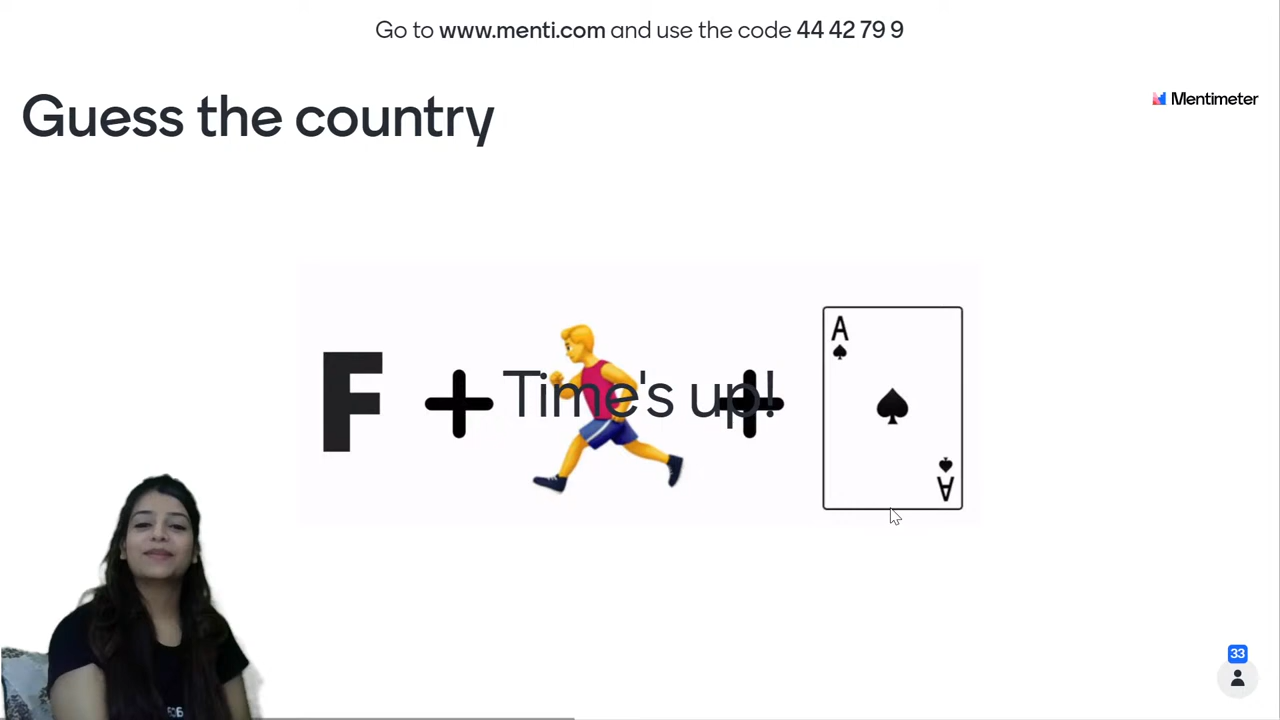 Go to www.menti.com and use the code 44 42 79 9
Guess the country
Mentimeter
F + Time's up! +
A
A
33